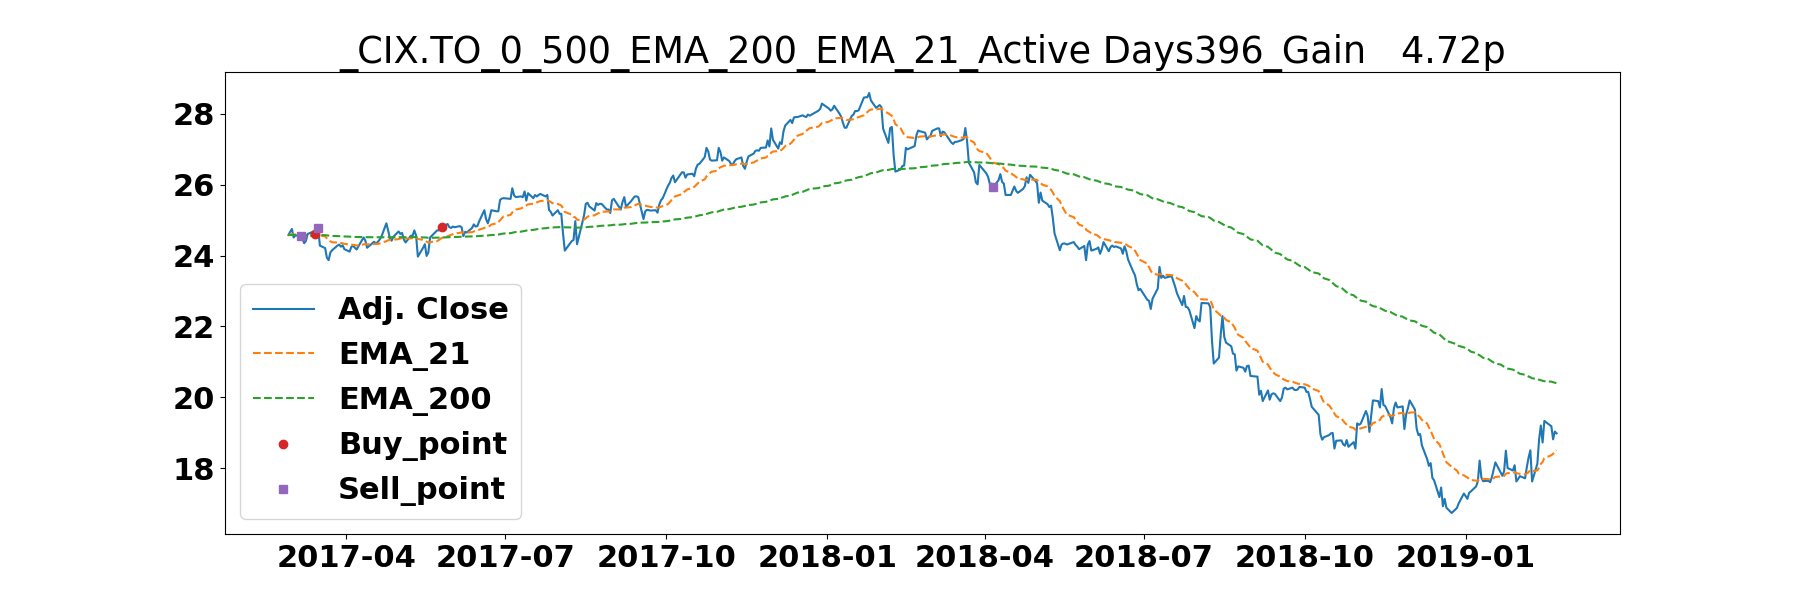 _CIX.TO_0_500_EMA_200_EMA_21_Active Days396_Gain   4.72p
28
26
24
22
20
18
Adj. Close
EMA_21
EMA_200
Buy_point
Sell_point
2017-04 2017-07 2017-10 2018-01 2018-04 2018-07 2018-10 2019-01